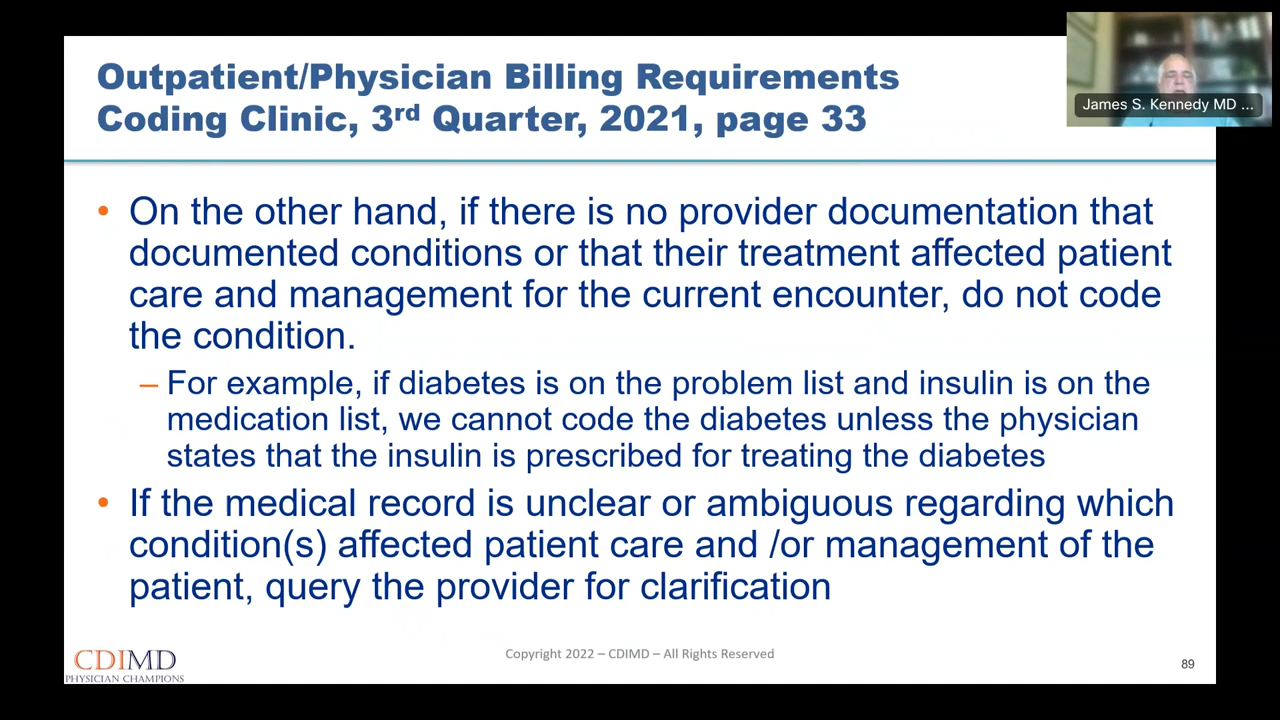 Outpatient/Physician Billing Requirements
Coding Clinic, 3rd Quarter, 2021, page 33
James S. Kennedy MD ...
• On the other hand, if there is no provider documentation that
documented conditions or that their treatment affected patient
care and management for the current encounter, do not code
the condition.
– For example, if diabetes is on the problem list and insulin is on the
medication list, we cannot code the diabetes unless the physician
states that the insulin is prescribed for treating the diabetes
• If the medical record is unclear or ambiguous regarding which
condition(s) affected patient care and /or management of the
patient, query the provider for clarification
CDIMD
PHYSICIAN CHAMPIONS
Copyright 2022 – CDIMD – All Rights Reserved
89